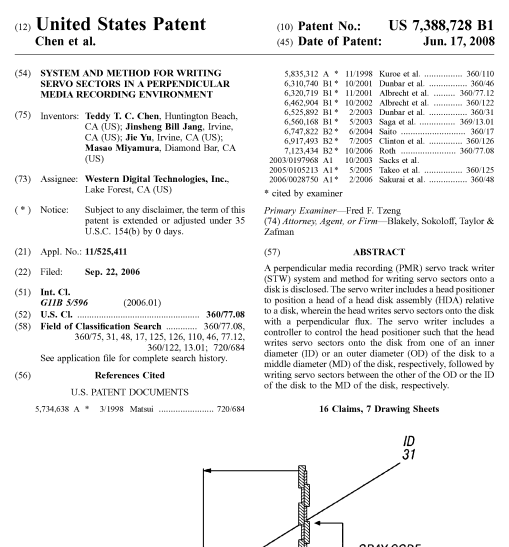 (12) United States Patent
Chen et al.
(10) Patent No.: US 7,388,728 B1
(45) Date of Patent: Jun. 17, 2008
(54) SYSTEM AND METHOD FOR WRITING
SERVO SECTORS IN A PERPENDICULAR
MEDIA RECORDING ENVIRONMENT
(75) Inventors: Teddy T. C. Chen, Huntington Beach,
CA (US); Jinsheng Bill Jang, Irvine,
CA (US); Jie Yu, Irvine, CA (US);
Masao Miyamura, Diamond Bar, CA
(US)
(73) Assignee: Western Digital Technologies, Inc.,
Lake Forest, CA (US)
( * ) Notice: Subject to any disclaimer, the term of this
patent is extended or adjusted under 35
U.S.C. 154(b) by 0 days.
(21) Appl. No.: 11/525,411
(22) Filed: Sep. 22, 2006
(51) Int. Cl.
G11B 5/596 (2006.01)
(52) U.S. Cl. ................................................ 360/77.08
(58) Field of Classification Search ............. 360/77.08,
360/75, 31, 48, 17, 125, 126, 110, 46, 77.12,
360/122, 13.01; 720/684
See application file for complete search history.
(56) References Cited
U.S. PATENT DOCUMENTS
5,734,638 A * 3/1998 Matsui ....................... 720/684
5,835,312 A * 11/1998 Kuroe et al. ............... 360/110
6,310,740 B1 * 10/2001 Dunbar et al. .............. 360/46
6,320,719 B1 * 11/2001 Albrecht et al. ......... 360/77.12
6,462,904 B1 * 10/2002 Albrecht et al. ........... 360/122
6,525,892 B1 * 2/2003 Dunbar et al. .............. 360/31
6,560,168 B1 * 5/2003 Saga et al. ............... 369/13.01
6,747,822 B2 * 6/2004 Saito .......................... 360/17
6,917,493 B2 * 7/2005 Clinton et al. ............. 360/126
7,123,434 B2 * 10/2006 Roth ...................... 360/77.08
2003/0197968 A1 10/2003 Sacks et al.
2005/0105213 A1 * 5/2005 Takeo et al. ............... 360/125
2006/0028750 A1 * 2/2006 Sakurai et al. .............. 360/48
* cited by examiner
Primary Examiner—Fred F. Tzeng
(74) Attorney, Agent, or Firm—Blakely, Sokoloff, Taylor &
Zafman
(57) ABSTRACT
A perpendicular media recording (PMR) servo track writer
(STW) system and method for writing servo sectors onto a
disk is disclosed. The servo writer includes a head positioner
to position a head of a head disk assembly (HDA) relative
to a disk, wherein the head writes servo sectors onto the disk
with a perpendicular flux. The servo writer includes a
controller to control the head positioner such that the head
writes servo sectors onto the disk from one of an inner
diameter (ID) or an outer diameter (OD) of the disk to a
middle diameter (MD) of the disk, respectively, followed by
writing servo sectors between the other of the OD or the ID
of the disk to the MD of the disk, respectively.
16 Claims, 7 Drawing Sheets
ID
31
GRAY CODE